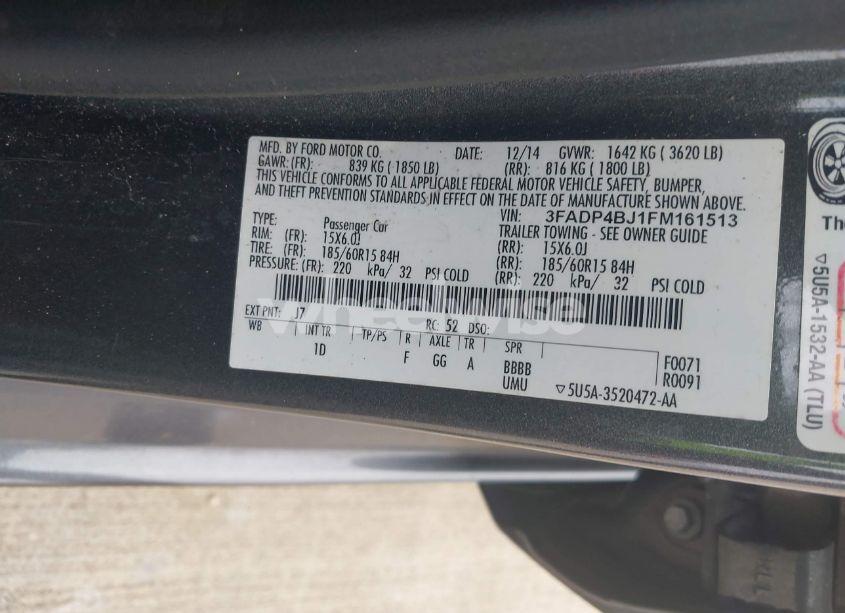 MFD. BY FORD MOTOR CO. DATE: 12/14 GVWR: 1642 KG ( 3620 LB)
GAWR: (FR): 839 KG ( 1850 LB) (RR): 816 KG ( 1800 LB)
THIS VEHICLE CONFORMS TO ALL APPLICABLE FEDERAL MOTOR VEHICLE SAFETY, BUMPER,
AND THEFT PREVENTION STANDARDS IN EFFECT ON THE DATE OF MANUFACTURE SHOWN ABOVE.
VIN: 3FADP4BJ1FM161513
TYPE: Passenger Car TRAILER TOWING - SEE OWNER GUIDE
RIM: (FR): 15X6.0J (RR): 15X6.0J
TIRE: (FR): 185/60R15 84H (RR): 185/60R15 84H
PRESSURE: (FR): 220 kPa/ 32 PSI COLD (RR): 220 kPa/ 32 PSI COLD
wheelwise
EXT PNT: J7 RC: 52 DSO:
WB INT TR TP/PS R AXLE TR SPR
1D F GG A BBBB F0071
UMU R0091
▽5U5A-3520472-AA
The
▽5U5A-1532-AA (TLU)